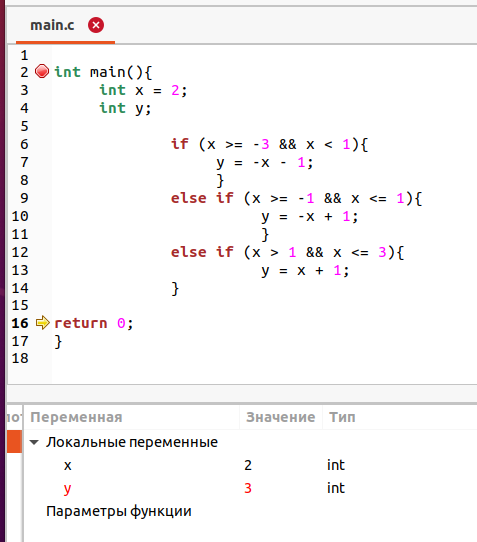 main.c
1
2 int main(){
3 int x = 2;
4 int y;
5
6 if (x >= -3 && x < 1){
7 y = -x - 1;
8 }
9 else if (x >= -1 && x <= 1){
10 y = -x + 1;
11 }
12 else if (x > 1 && x <= 3){
13 y = x + 1;
14 }
15
16 return 0;
17 }
18
Переменная Значение Тип
Локальные переменные
x 2 int
y 3 int
Параметры функции